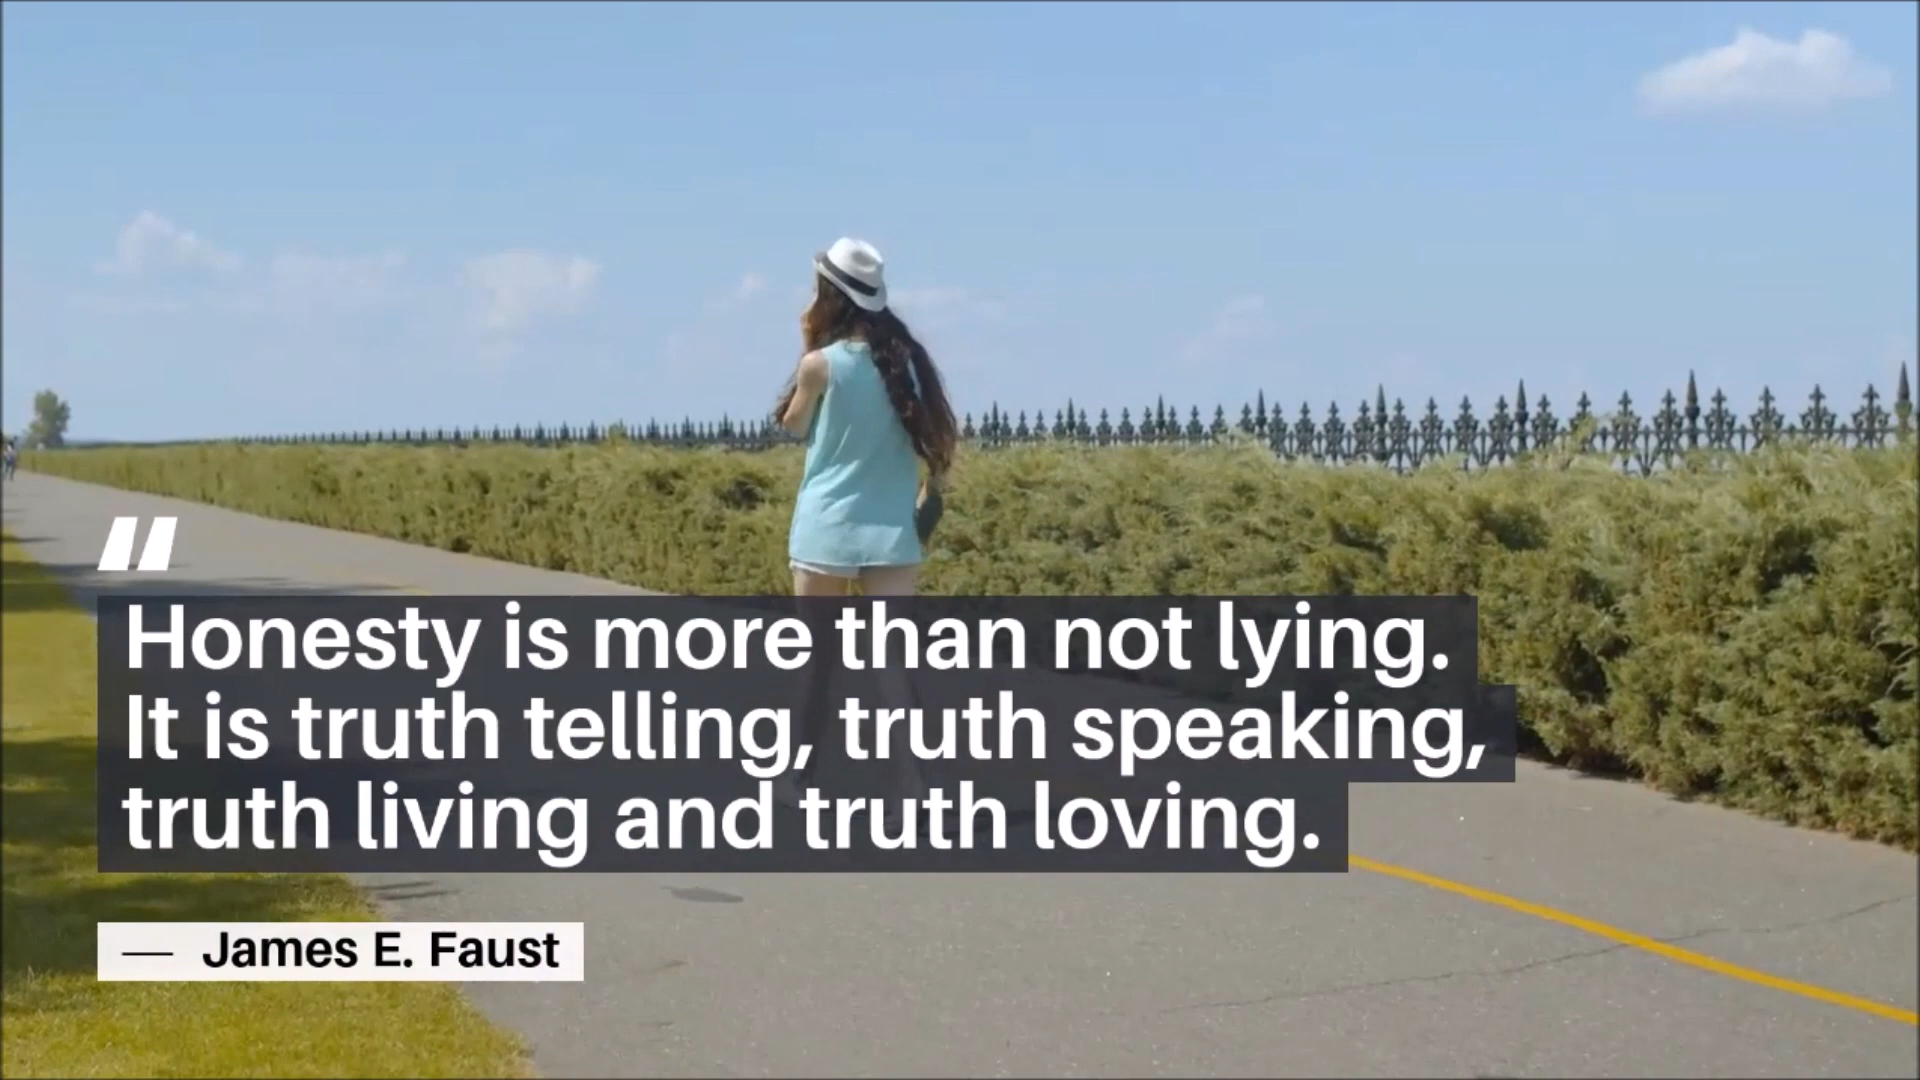 “
Honesty is more than not lying.
It is truth telling, truth speaking,
truth living and truth loving.
— James E. Faust